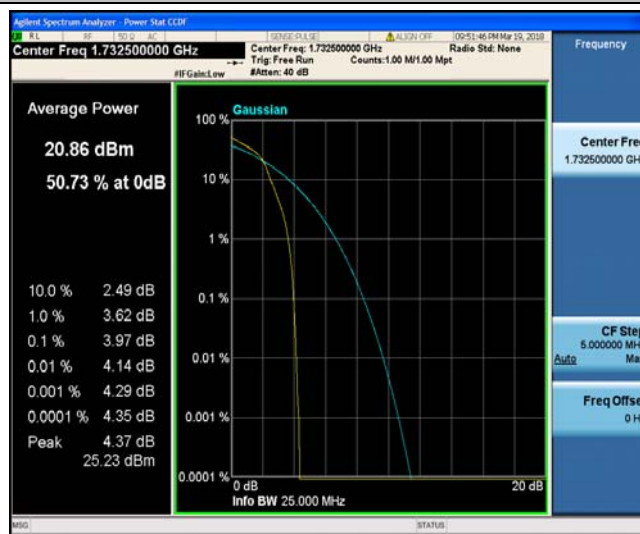 Agilent Spectrum Analyzer - Power Stat CCDF
RL RF 50 Ω AC SENSE:PULSE ALIGN OFF 09:51:46 PM Mar 19, 2018
Center Freq 1.732500000 GHz
Center Freq: 1.732500000 GHz Radio Std: None
Trig: Free Run Counts:1.00 M/1.00 Mpt
#IFGain:Low #Atten: 40 dB
Frequency
Average Power
20.86 dBm
50.73 % at 0dB
10.0 % 2.49 dB
1.0 % 3.62 dB
0.1 % 3.97 dB
0.01 % 4.14 dB
0.001 % 4.29 dB
0.0001 % 4.35 dB
Peak 4.37 dB
25.23 dBm
Gaussian
100 %
10 %
1 %
0.1 %
0.01 %
0.001 %
0.0001 %
0 dB 20 dB
Info BW 25.000 MHz
Center Fre
1.732500000 GH
CF Step
5.000000 MH
Auto Ma
Freq Offse
0 H
MSG STATUS